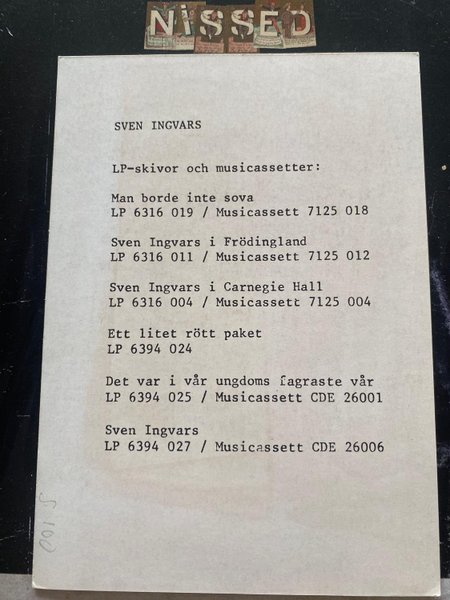 NiSSED
SVEN INGVARS
LP-skivor och musicassetter:
Man borde inte sova
LP 6316 019 / Musicassett 7125 018
Sven Ingvars i Frödingland
LP 6316 011 / Musicassett 7125 012
Sven Ingvars i Carnegie Hall
LP 6316 004 / Musicassett 7125 004
Ett litet rött paket
LP 6394 024
Det var i vår ungdoms fagraste vår
LP 6394 025 / Musicassett CDE 26001
Sven Ingvars
LP 6394 027 / Musicassett CDE 26006